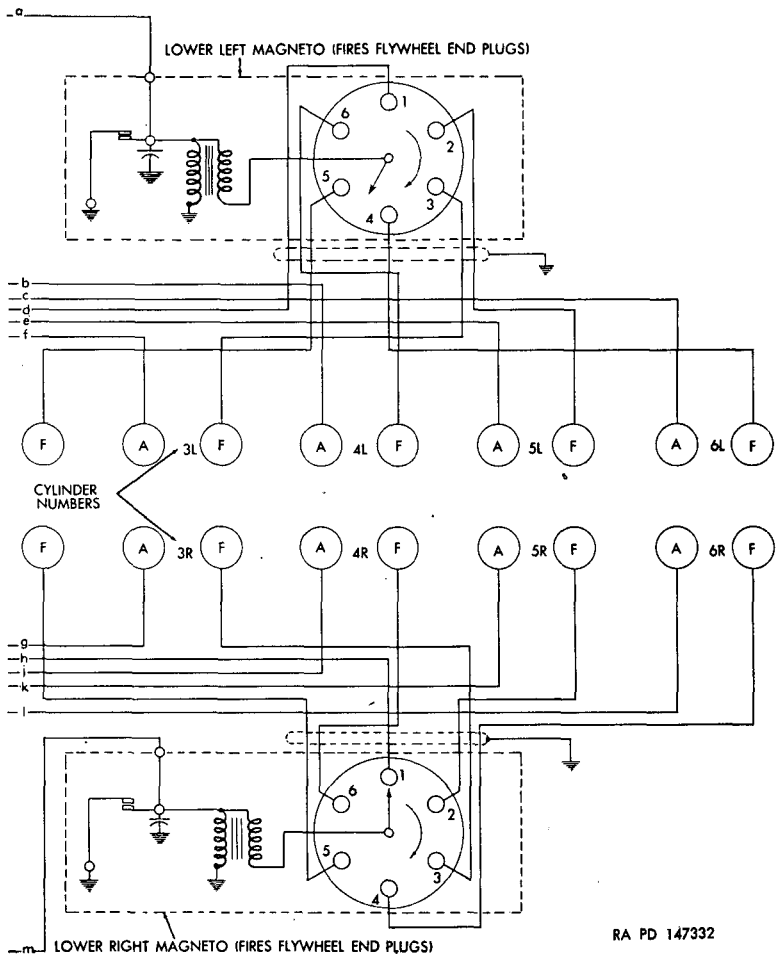 a
LOWER LEFT MAGNETO (FIRES FLYWHEEL END PLUGS)
1
6
2
5
3
4
b
c
d
e
f
F A 3L F A 4L F A 5L F A 6L F
CYLINDER
NUMBERS
F A 3R F A 4R F A 5R F A 6R F
g
h
j
k
l
1
6
2
5
3
4
RA PD 147332
m LOWER RIGHT MAGNETO (FIRES FLYWHEEL END PLUGS)